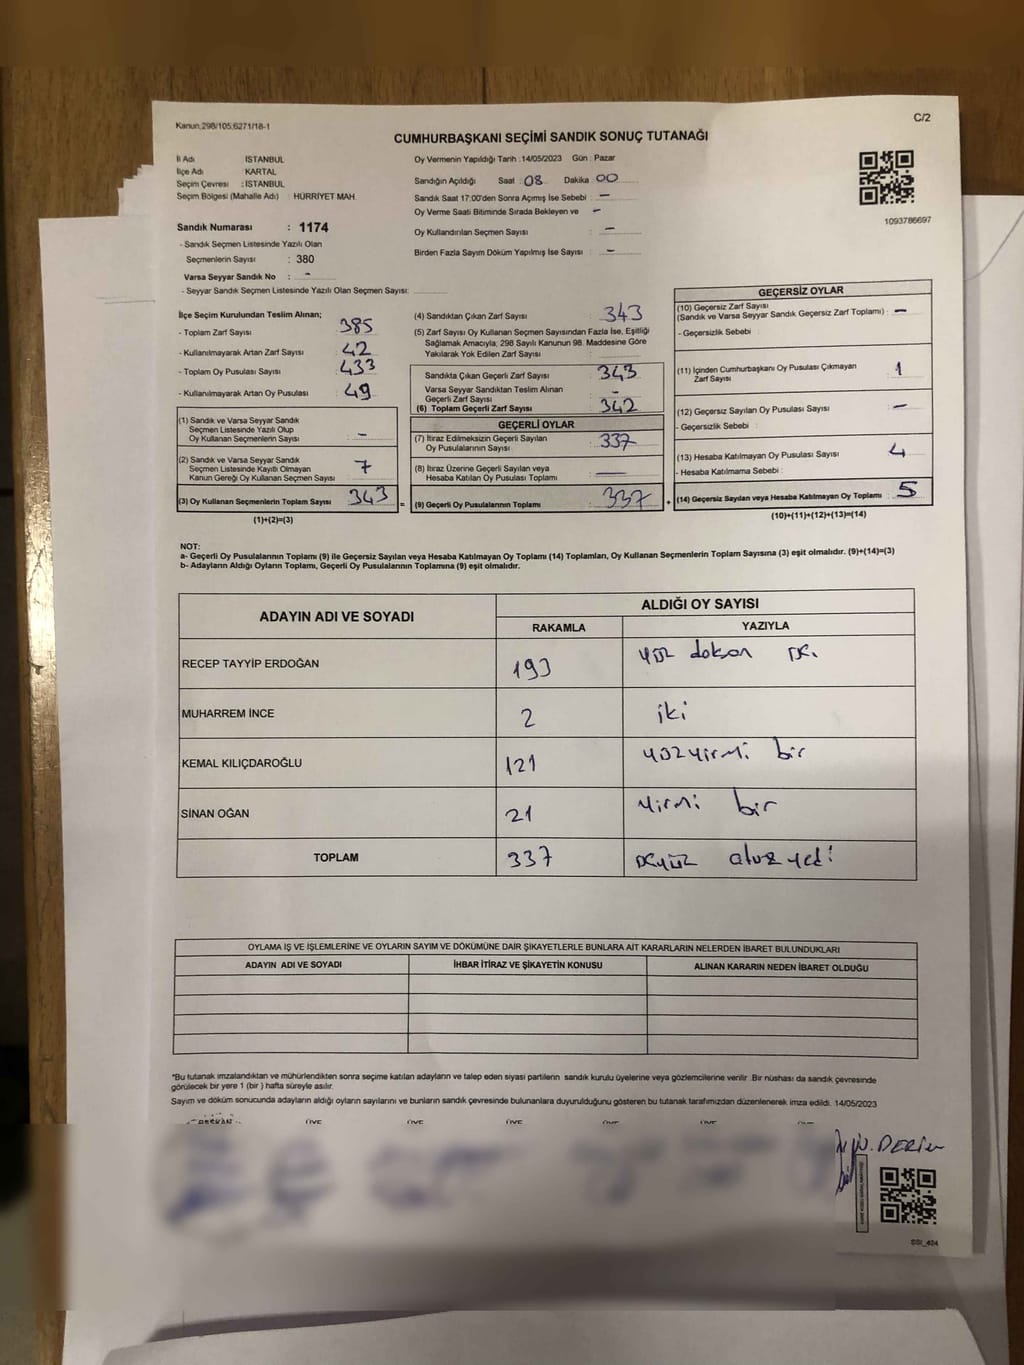 Kanun:298/105,6271/18-1
C/2
CUMHURBAŞKANI SEÇİMİ SANDIK SONUÇ TUTANAĞI
İl Adı : İSTANBUL
İlçe Adı : KARTAL
Seçim Çevresi : İSTANBUL
Seçim Bölgesi (Mahalle Adı) : HÜRRİYET MAH.
Oy Vermenin Yapıldığı Tarih : 14/05/2023 Gün : Pazar
Sandığın Açıldığı Saat : 08 Dakika 00
Sandık Saat 17:00'den Sonra Açımış İse Sebebi : -
Oy Verme Saati Bitiminde Sırada Bekleyen ve -
Oy Kullandırılan Seçmen Sayısı : -
Birden Fazla Sayım Döküm Yapılmış İse Sayısı : -
1093786697
Sandık Numarası : 1174
- Sandık Seçmen Listesinde Yazılı Olan
Seçmenlerin Sayısı : 380
Varsa Seyyar Sandık No : -
- Seyyar Sandık Seçmen Listesinde Yazılı Olan Seçmen Sayısı:
İlçe Seçim Kurulundan Teslim Alınan;
- Toplam Zarf Sayısı : 385
- Kullanılmayarak Artan Zarf Sayısı : 42
- Toplam Oy Pusulası Sayısı : 433
- Kullanılmayarak Artan Oy Pusulası : 49
(1) Sandık ve Varsa Seyyar Sandık
Seçmen Listesinde Yazılı Olup
Oy Kullanan Seçmenlerin Sayısı : -
(2) Sandık ve Varsa Seyyar Sandık
Seçmen Listesinde Kayıtlı Olmayan
Kanun Gereği Oy Kullanan Seçmen Sayısı : 7
(3) Oy Kullanan Seçmenlerin Toplam Sayısı : 343
(1)+(2)=(3)
(4) Sandıktan Çıkan Zarf Sayısı : 343
(5) Zarf Sayısı Oy Kullanan Seçmen Sayısından Fazla İse, Eşitliği
Sağlamak Amacıyla; 298 Sayılı Kanunun 98. Maddesine Göre
Yakılarak Yok Edilen Zarf Sayısı :
Sandıkta Çıkan Geçerli Zarf Sayısı : 343
Varsa Seyyar Sandıktan Teslim Alınan
Geçerli Zarf Sayısı : -
(6) Toplam Geçerli Zarf Sayısı : 342
GEÇERLİ OYLAR
(7) İtiraz Edilmeksizin Geçerli Sayılan
Oy Pusulalarının Sayısı : 337
(8) İtiraz Üzerine Geçerli Sayılan veya
Hesaba Katılan Oy Pusulası Toplamı : -
= (9) Geçerli Oy Pusulalarının Toplamı : 337 +
GEÇERSİZ OYLAR
(10) Geçersiz Zarf Sayısı
(Sandık ve Varsa Seyyar Sandık Geçersiz Zarf Toplamı) : -
- Geçersizlik Sebebi :
(11) İçinden Cumhurbaşkanı Oy Pusulası Çıkmayan
Zarf Sayısı : 1
(12) Geçersiz Sayılan Oy Pusulası Sayısı : -
- Geçersizlik Sebebi :
(13) Hesaba Katılmayan Oy Pusulası Sayısı : 4
- Hesaba Katılmama Sebebi :
(14) Geçersiz Sayılan veya Hesaba Katılmayan Oy Toplamı : 5
(10)+(11)+(12)+(13)=(14)
NOT:
a- Geçerli Oy Pusulalarının Toplamı (9) ile Geçersiz Sayılan veya Hesaba Katılmayan Oy Toplamı (14) Toplamları, Oy Kullanan Seçmenlerin Toplam Sayısına (3) eşit olmalıdır. (9)+(14)=(3)
b- Adayların Aldığı Oyların Toplamı, Geçerli Oy Pusulalarının Toplamına (9) eşit olmalıdır.
ADAYIN ADI VE SOYADI
ALDIĞI OY SAYISI
RAKAMLA YAZIYLA
RECEP TAYYİP ERDOĞAN 193 yüz doksan üç
MUHARREM İNCE 2 iki
KEMAL KILIÇDAROĞLU 121 yüzyirmi bir
SİNAN OĞAN 21 yirmi bir
TOPLAM 337 üçyüz otuz yedi
OYLAMA İŞ VE İŞLEMLERİNE VE OYLARIN SAYIM VE DÖKÜMÜNE DAİR ŞİKAYETLERLE BUNLARA AİT KARARLARIN NELERDEN İBARET BULUNDUKLARI
ADAYIN ADI VE SOYADI İHBAR İTİRAZ VE ŞİKAYETİN KONUSU ALINAN KARARIN NEDEN İBARET OLDUĞU
*Bu tutanak imzalandıktan ve mühürlendikten sonra seçime katılan adayların ve talep eden siyasi partilerin sandık kurulu üyelerine veya gözlemcilerine verilir. Bir nüshası da sandık çevresinde
görülecek bir yere 1 (bir ) hafta süreyle asılır.
Sayım ve döküm sonucunda adayların aldığı oyların sayılarını ve bunların sandık çevresinde bulunanlara duyurulduğunu gösteren bu tutanak tarafımızdan düzenlenerek imza edildi. 14/05/2023
BAŞKAN ÜYE ÜYE ÜYE ÜYE ÜYE